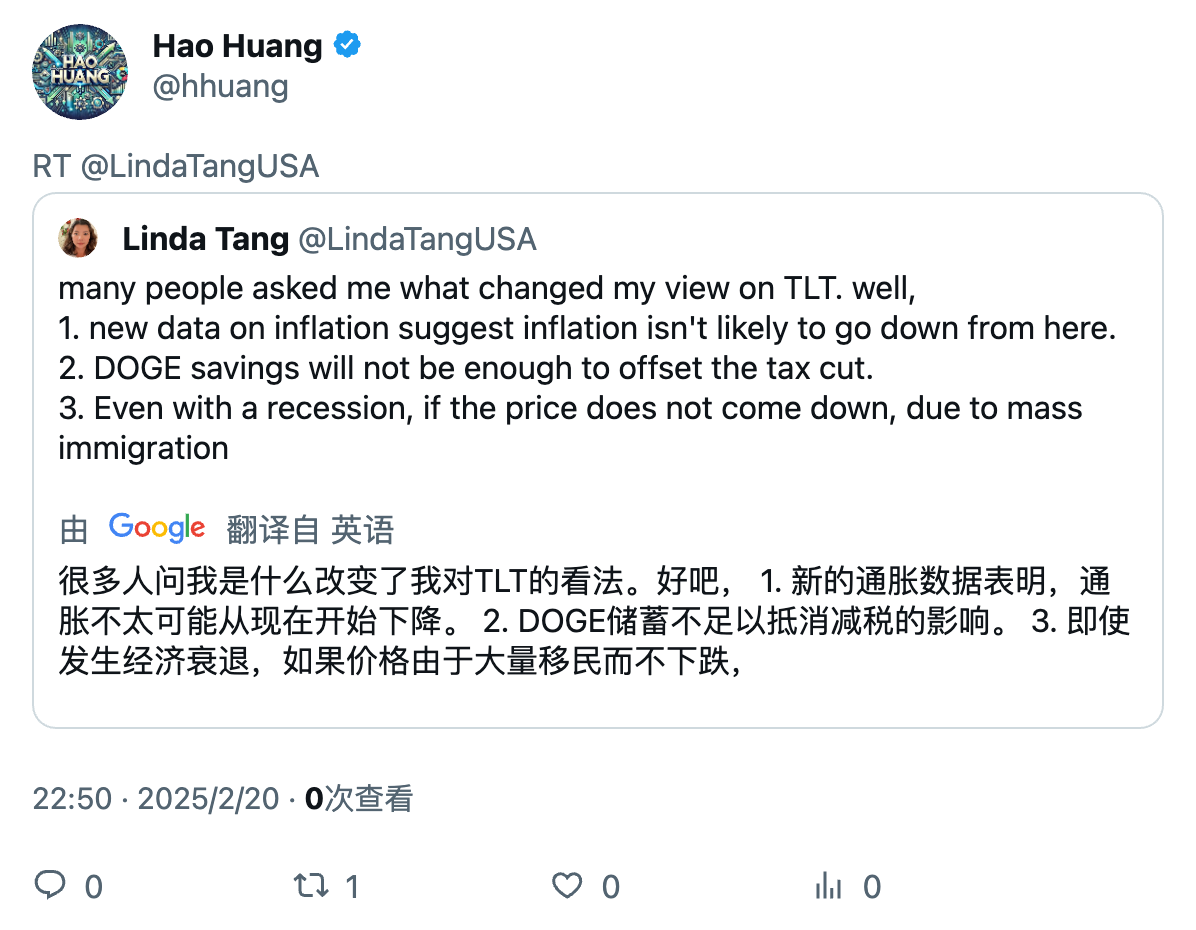 HAO
HUANG
Hao Huang
@hhuang
RT @LindaTangUSA
Linda Tang @LindaTangUSA
many people asked me what changed my view on TLT. well,
1. new data on inflation suggest inflation isn't likely to go down from here.
2. DOGE savings will not be enough to offset the tax cut.
3. Even with a recession, if the price does not come down, due to mass
immigration
由 Google 翻译自 英语
很多人问我是什么改变了我对TLT的看法。好吧， 1. 新的通胀数据表明，通
胀不太可能从现在开始下降。 2. DOGE储蓄不足以抵消减税的影响。 3. 即使
发生经济衰退，如果价格由于大量移民而不下跌，
22:50 · 2025/2/20 · 0次查看
0 1 0 0